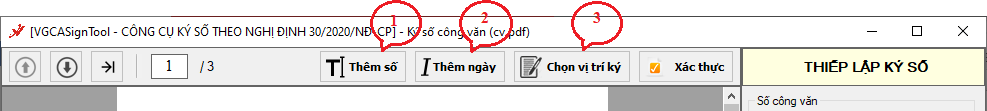 1 2 3
[VGCASignTool - CÔNG CỤ KÝ SỐ THEO NGHỊ ĐỊNH 30/2020/NĐ-CP] - Ký số công văn (cv.pdf)
1 / 3 Thêm số Thêm ngày Chọn vị trí ký Xác thực THIẾP LẬP KÝ SỐ
Số công văn